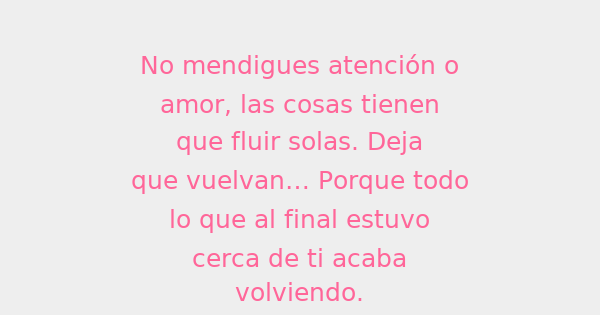 No mendigues atención o
amor, las cosas tienen
que fluir solas. Deja
que vuelvan... Porque todo
lo que al final estuvo
cerca de ti acaba
volviendo.